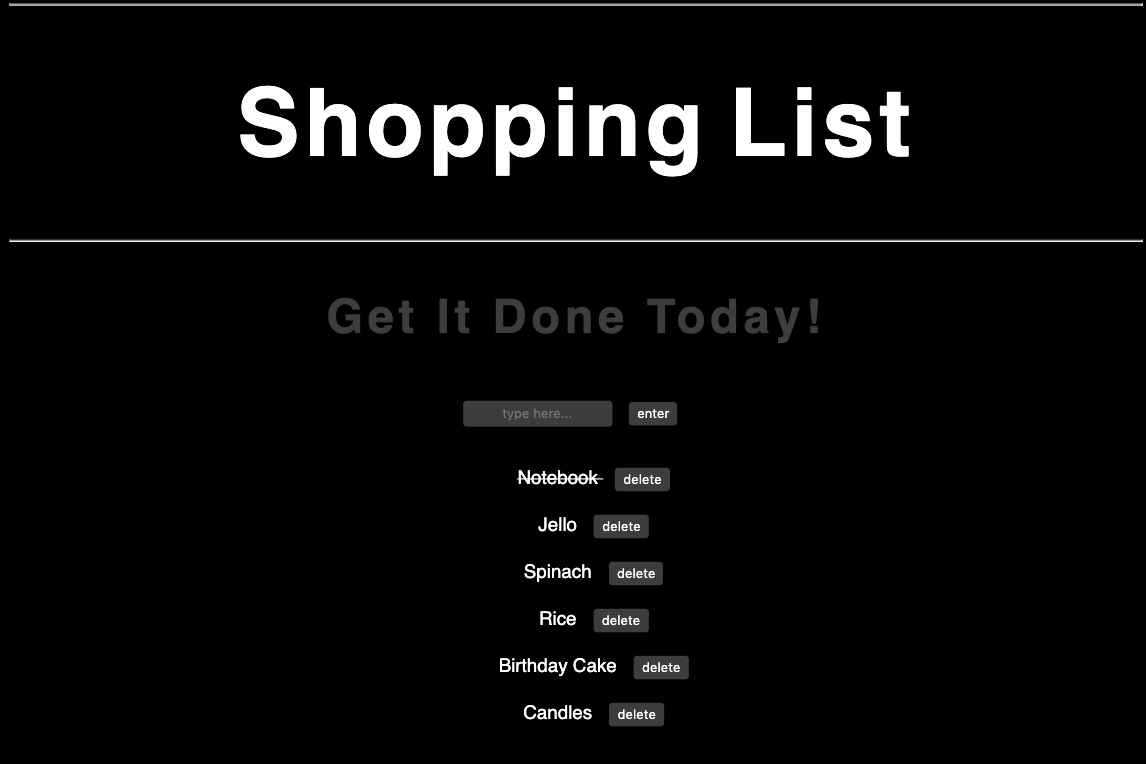 Shopping List
Get It Done Today!
type here... enter
Notebook delete
Jello delete
Spinach delete
Rice delete
Birthday Cake delete
Candles delete